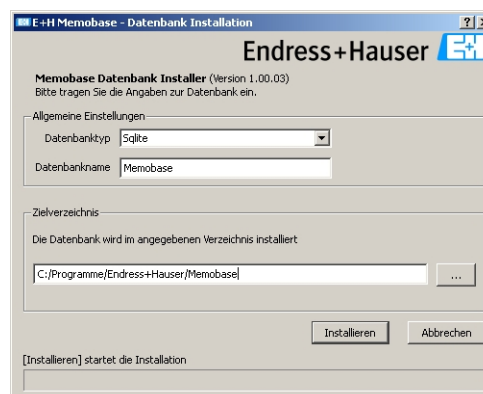 E+H Memobase - Datenbank Installation
Endress+Hauser
E+H
Memobase Datenbank Installer (Version 1.00.03)
Bitte tragen Sie die Angaben zur Datenbank ein.
Allgemeine Einstellungen
Datenbanktyp Sqlite
Datenbankname Memobase
Zielverzeichnis
Die Datenbank wird im angegebenen Verzeichnis installiert
C:/Programme/Endress+Hauser/Memobase
...
Installieren Abbrechen
[Installieren] startet die Installation